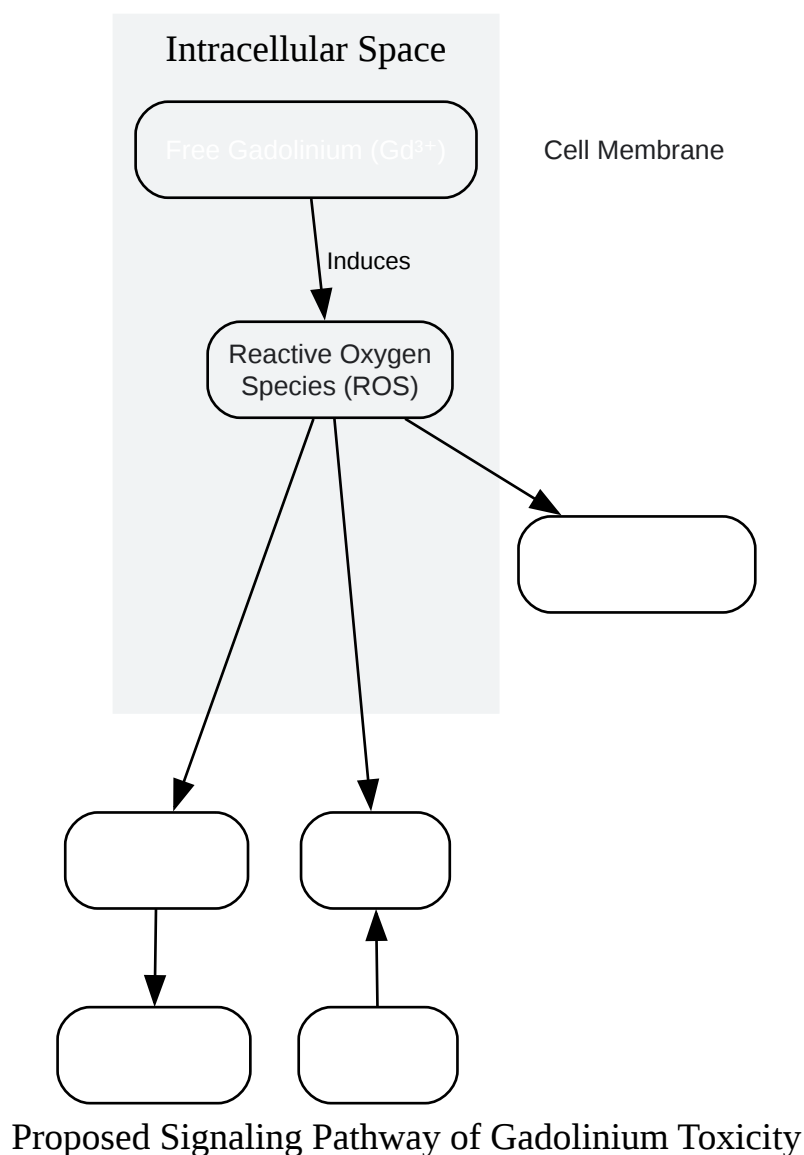 Intracellular Space
Free Gadolinium (Gd³⁺)
Cell Membrane
Induces
Reactive Oxygen
Species (ROS)
Proposed Signaling Pathway of Gadolinium Toxicity